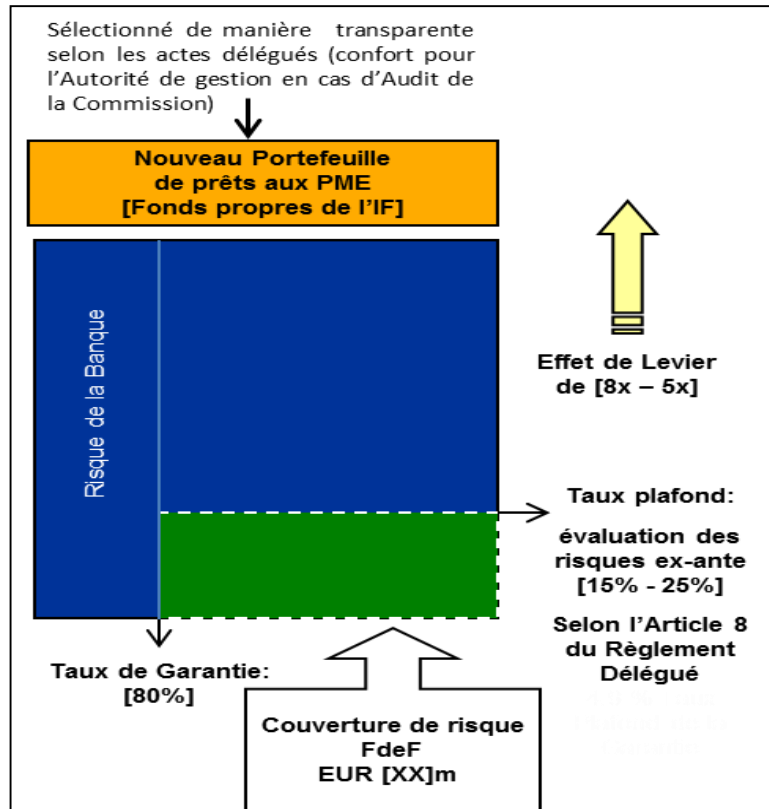 Sélectionné de manière transparente
selon les actes délégués (confort pour
l'Autorité de gestion en cas d'Audit de
la Commission)
Nouveau Portefeuille
de prêts aux PME
[Fonds propres de l'IF]
Risque de la Banque
Effet de Levier
de [8x – 5x]
Taux plafond:
évaluation des
risques ex-ante
[15% - 25%]
Selon l'Article 8
du Règlement
Délégué
Taux de Garantie:
[80%]
Couverture de risque
FdeF
EUR [XX]m